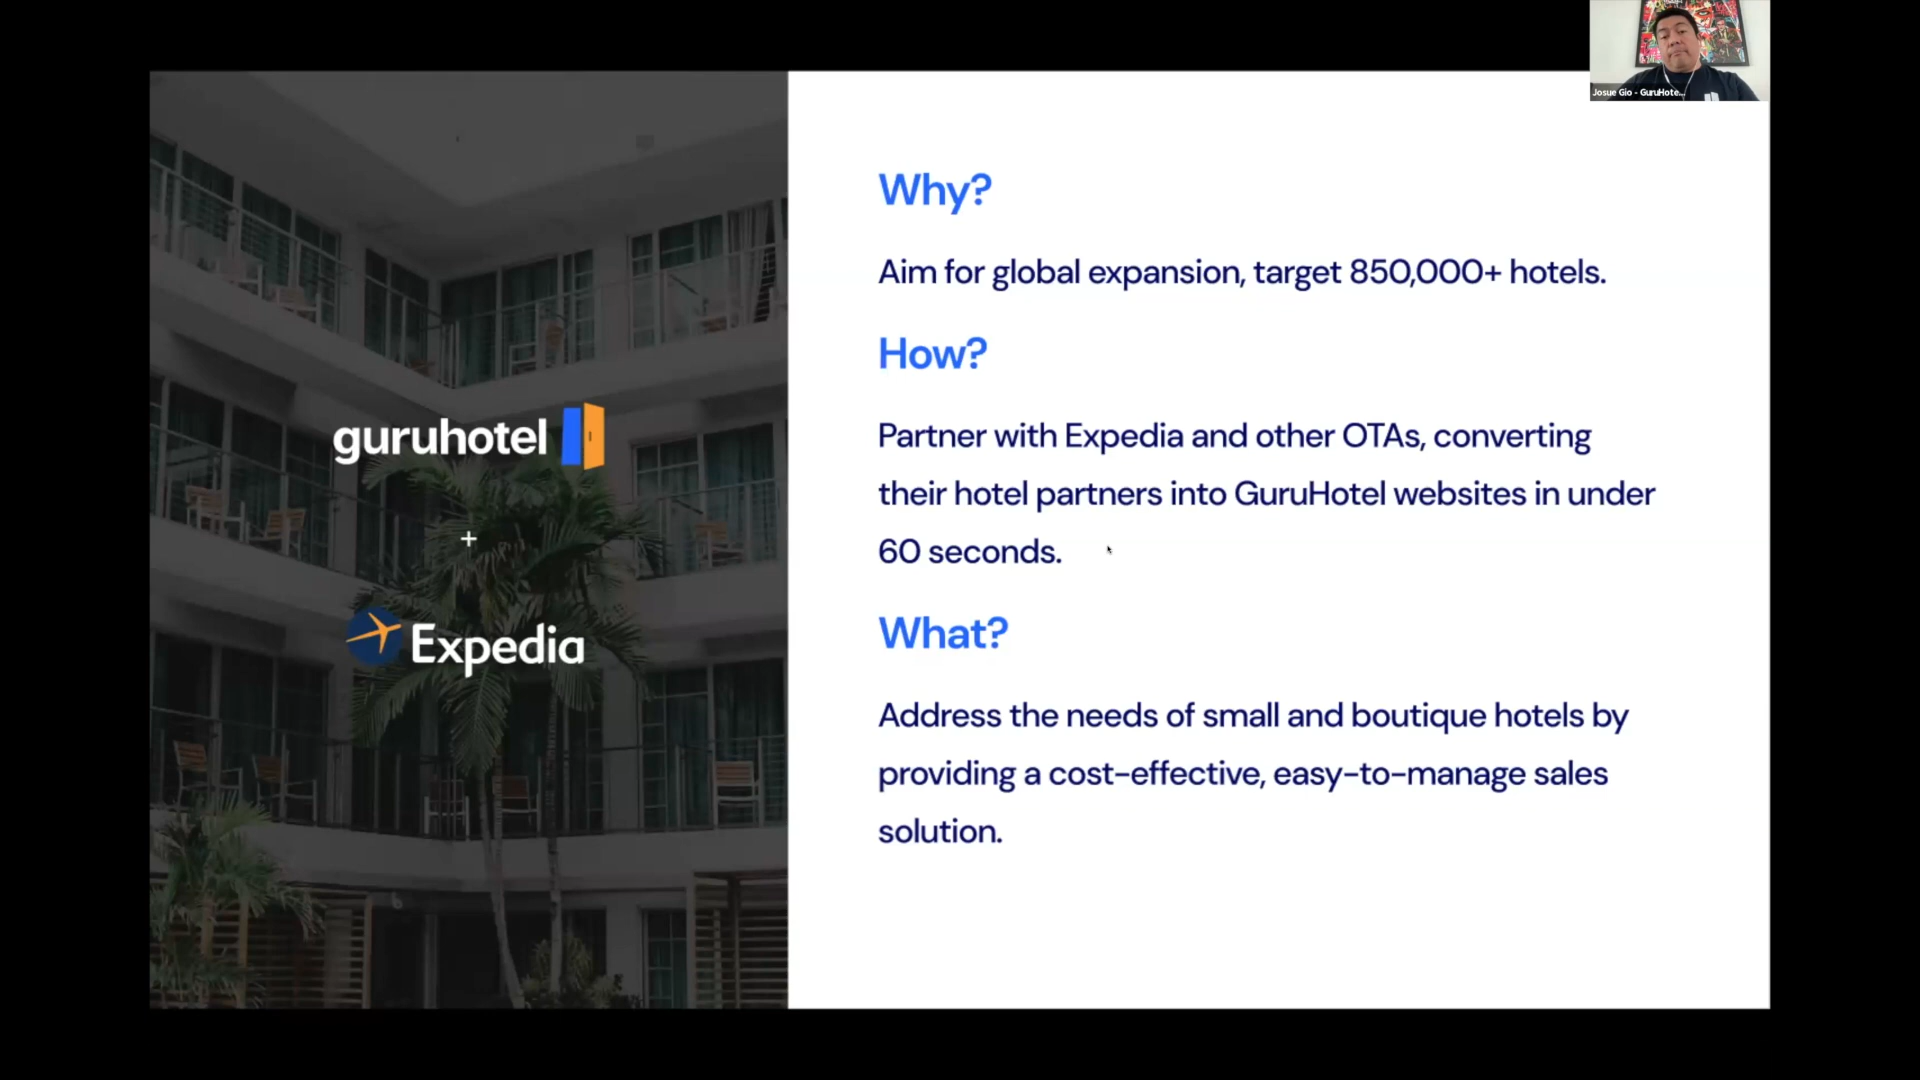 Josue Gio - GuruHote...
guruhotel
+
Expedia
Why?
Aim for global expansion, target 850,000+ hotels.
How?
Partner with Expedia and other OTAs, converting
their hotel partners into GuruHotel websites in under
60 seconds.
What?
Address the needs of small and boutique hotels by
providing a cost-effective, easy-to-manage sales
solution.